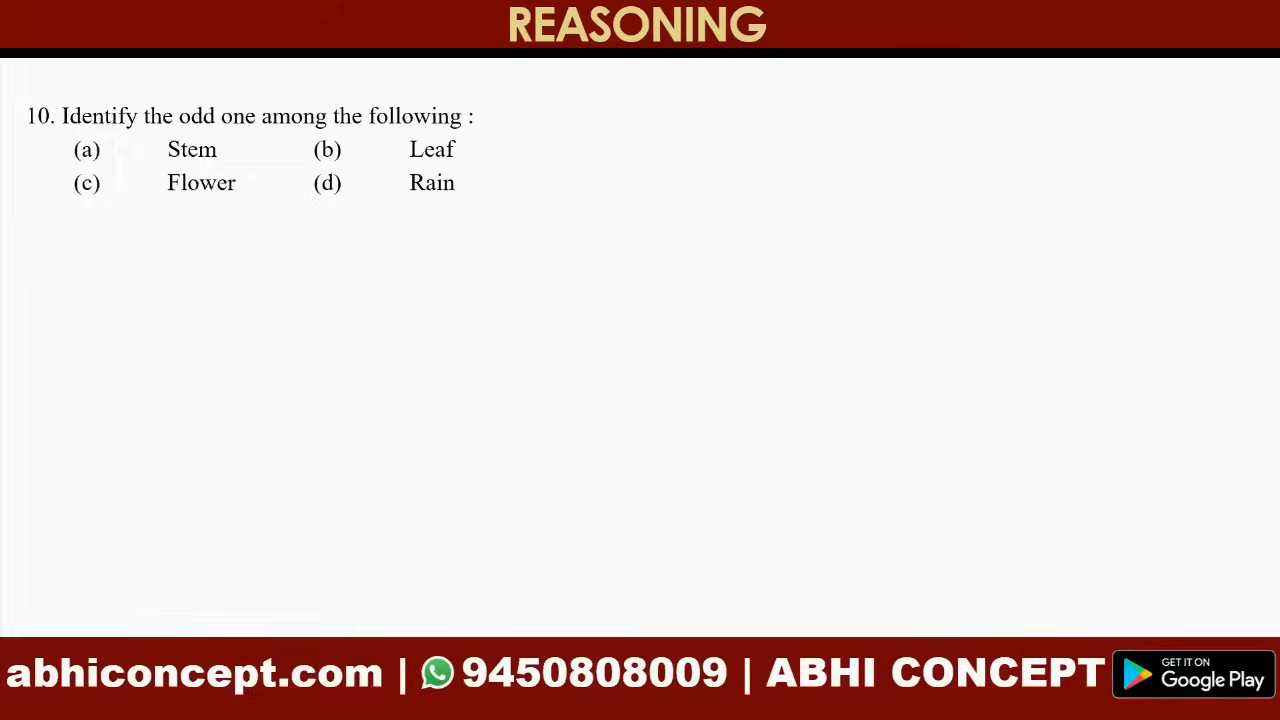 REASONING
10. Identify the odd one among the following :
(a) Stem (b) Leaf
(c) Flower (d) Rain
abhiconcept.com | 9450808009 | ABHI CONCEPT GET IT ON Google Play